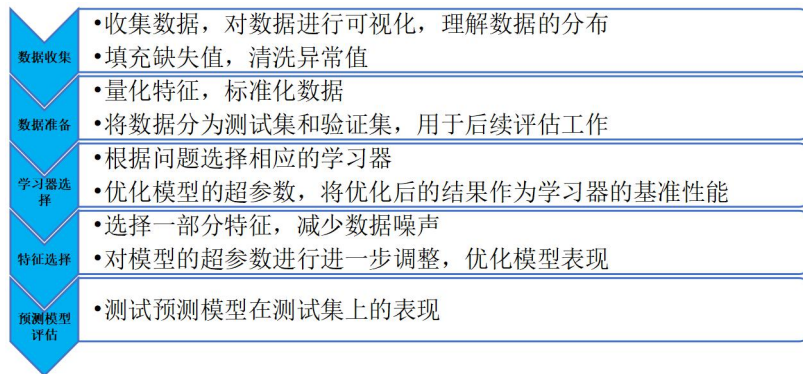 数据收集
•收集数据，对数据进行可视化，理解数据的分布
•填充缺失值，清洗异常值
数据准备
•量化特征，标准化数据
•将数据分为测试集和验证集，用于后续评估工作
学习器选
择
•根据问题选择相应的学习器
•优化模型的超参数，将优化后的结果作为学习器的基准性能
特征选择
•选择一部分特征，减少数据噪声
•对模型的超参数进行进一步调整，优化模型表现
预测模型
评估
•测试预测模型在测试集上的表现